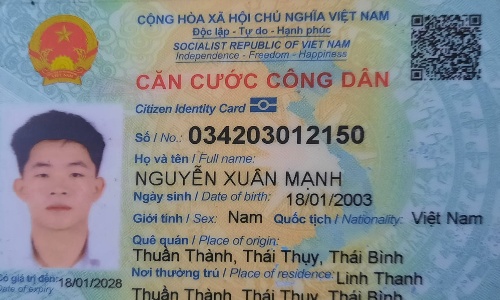 CỘNG HÒA XÃ HỘI CHỦ NGHĨA VIỆT NAM
Độc lập - Tự do - Hạnh phúc
SOCIALIST REPUBLIC OF VIET NAM
Independence - Freedom - Happiness
CĂN CƯỚC CÔNG DÂN
Citizen Identity Card
Số / No.: 034203012150
Họ và tên / Full name:
NGUYỄN XUÂN MẠNH
Ngày sinh / Date of birth: 18/01/2003
Giới tính / Sex: Nam Quốc tịch / Nationality: Việt Nam
Quê quán / Place of origin:
Thuần Thành, Thái Thụy, Thái Bình
Nơi thường trú / Place of residence: Linh Thanh
Thuần Thành, Thái Thụy, Thái Bình
Có giá trị đến: 18/01/2028
Date of expiry